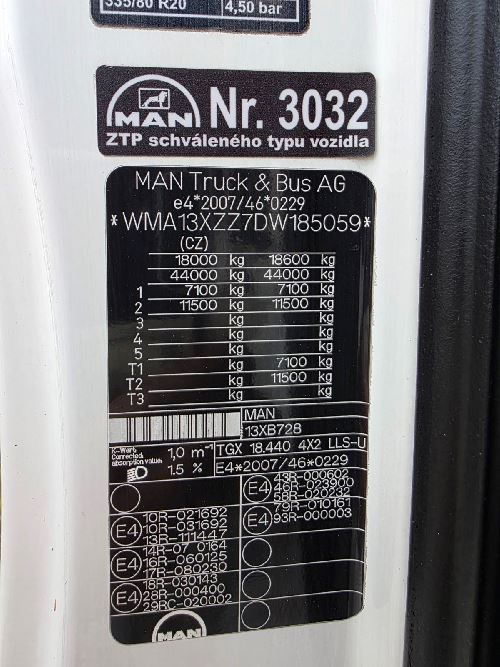 335/80 R20 4,50 bar
MAN Nr. 3032
ZTP schváleného typu vozidla
MAN Truck & Bus AG
e4*2007/46*0229
*WMA13XZZ7DW185059*
(CZ)
18000 kg 18600 kg
44000 kg 44000 kg
1 7100 kg 7100 kg
2 11500 kg 11500 kg
3 kg kg
4 kg kg
5 kg kg
T1 kg 7100 kg
T2 kg 11500 kg
T3 kg kg
MAN
13XB728
K-Wert: Corrected absorption value 1,0 m⁻¹
TGX 18.440 4X2 LLS-U
1.5 % E4*2007/46*0229
E4 10R-021692
10R-031692
13R-111447
14R-07 0164
E4 16R-060125
17R-080230
18R-030143
E4 28R-000400
29RC-020002
43R-000602
E4 46R-023900
58R-020232
79R-010161
E4 93R-000003
MAN